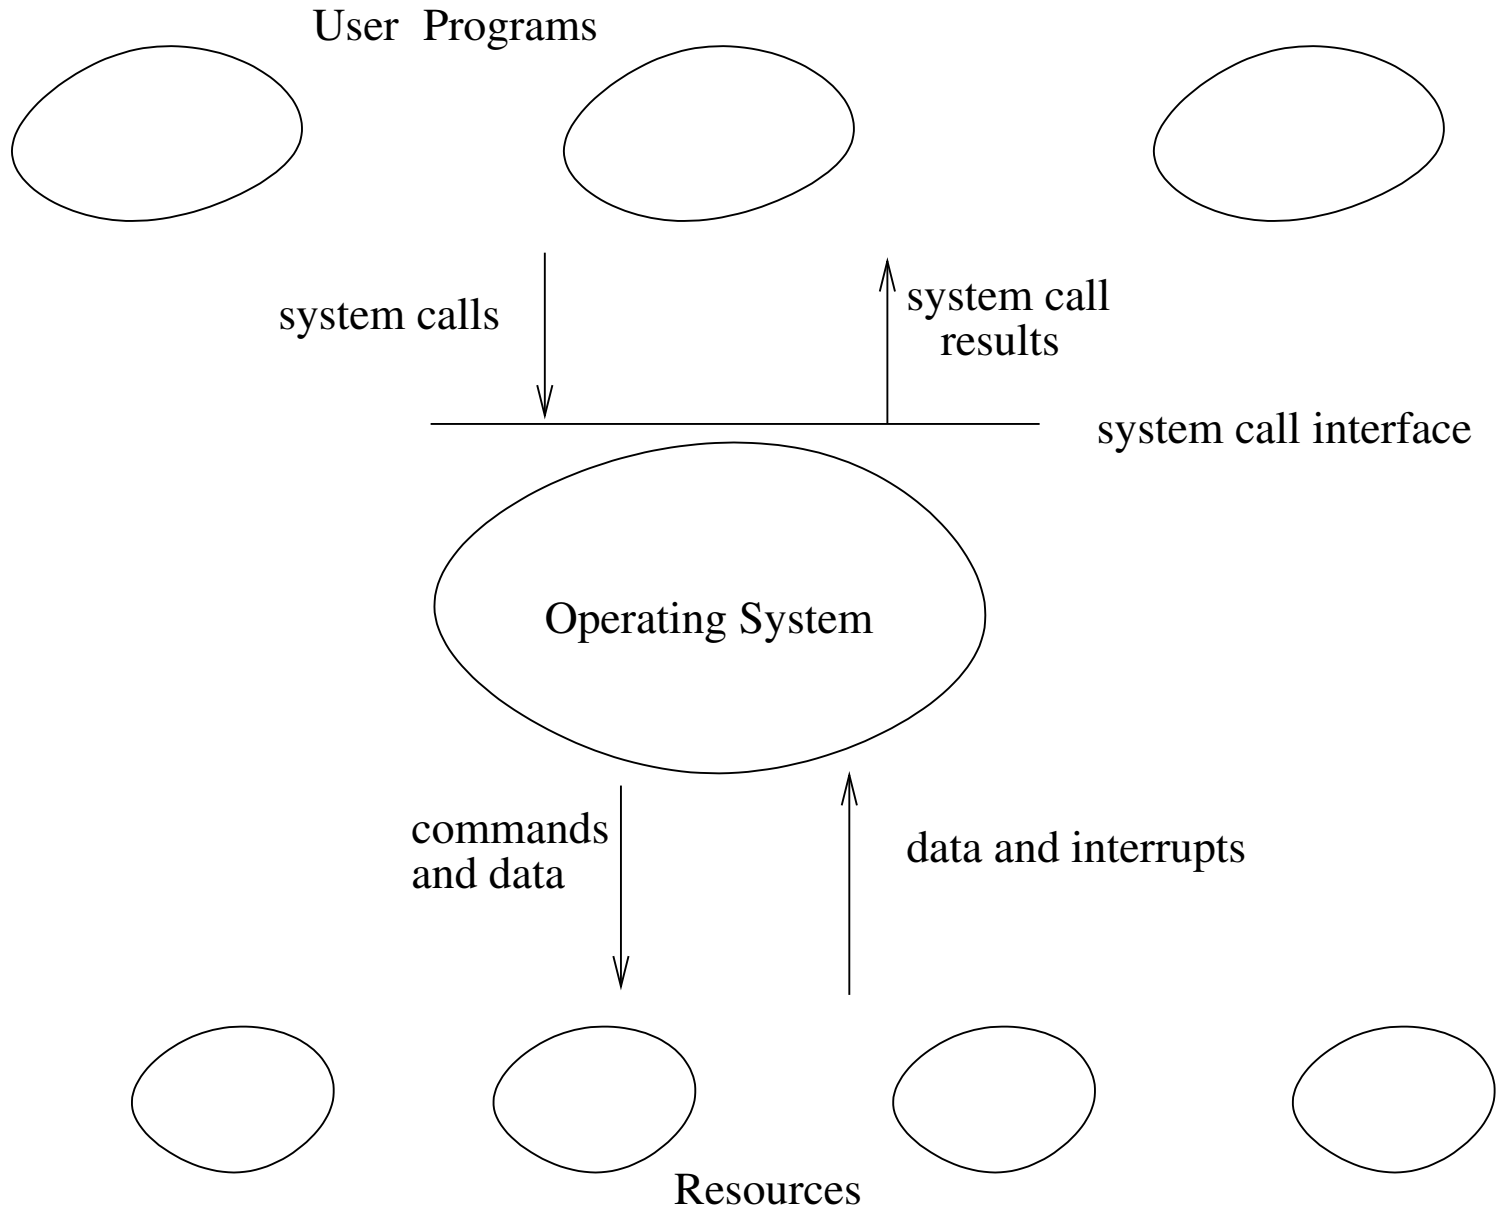 User Programs
system calls
system call
results
system call interface
Operating System
commands
and data
data and interrupts
Resources